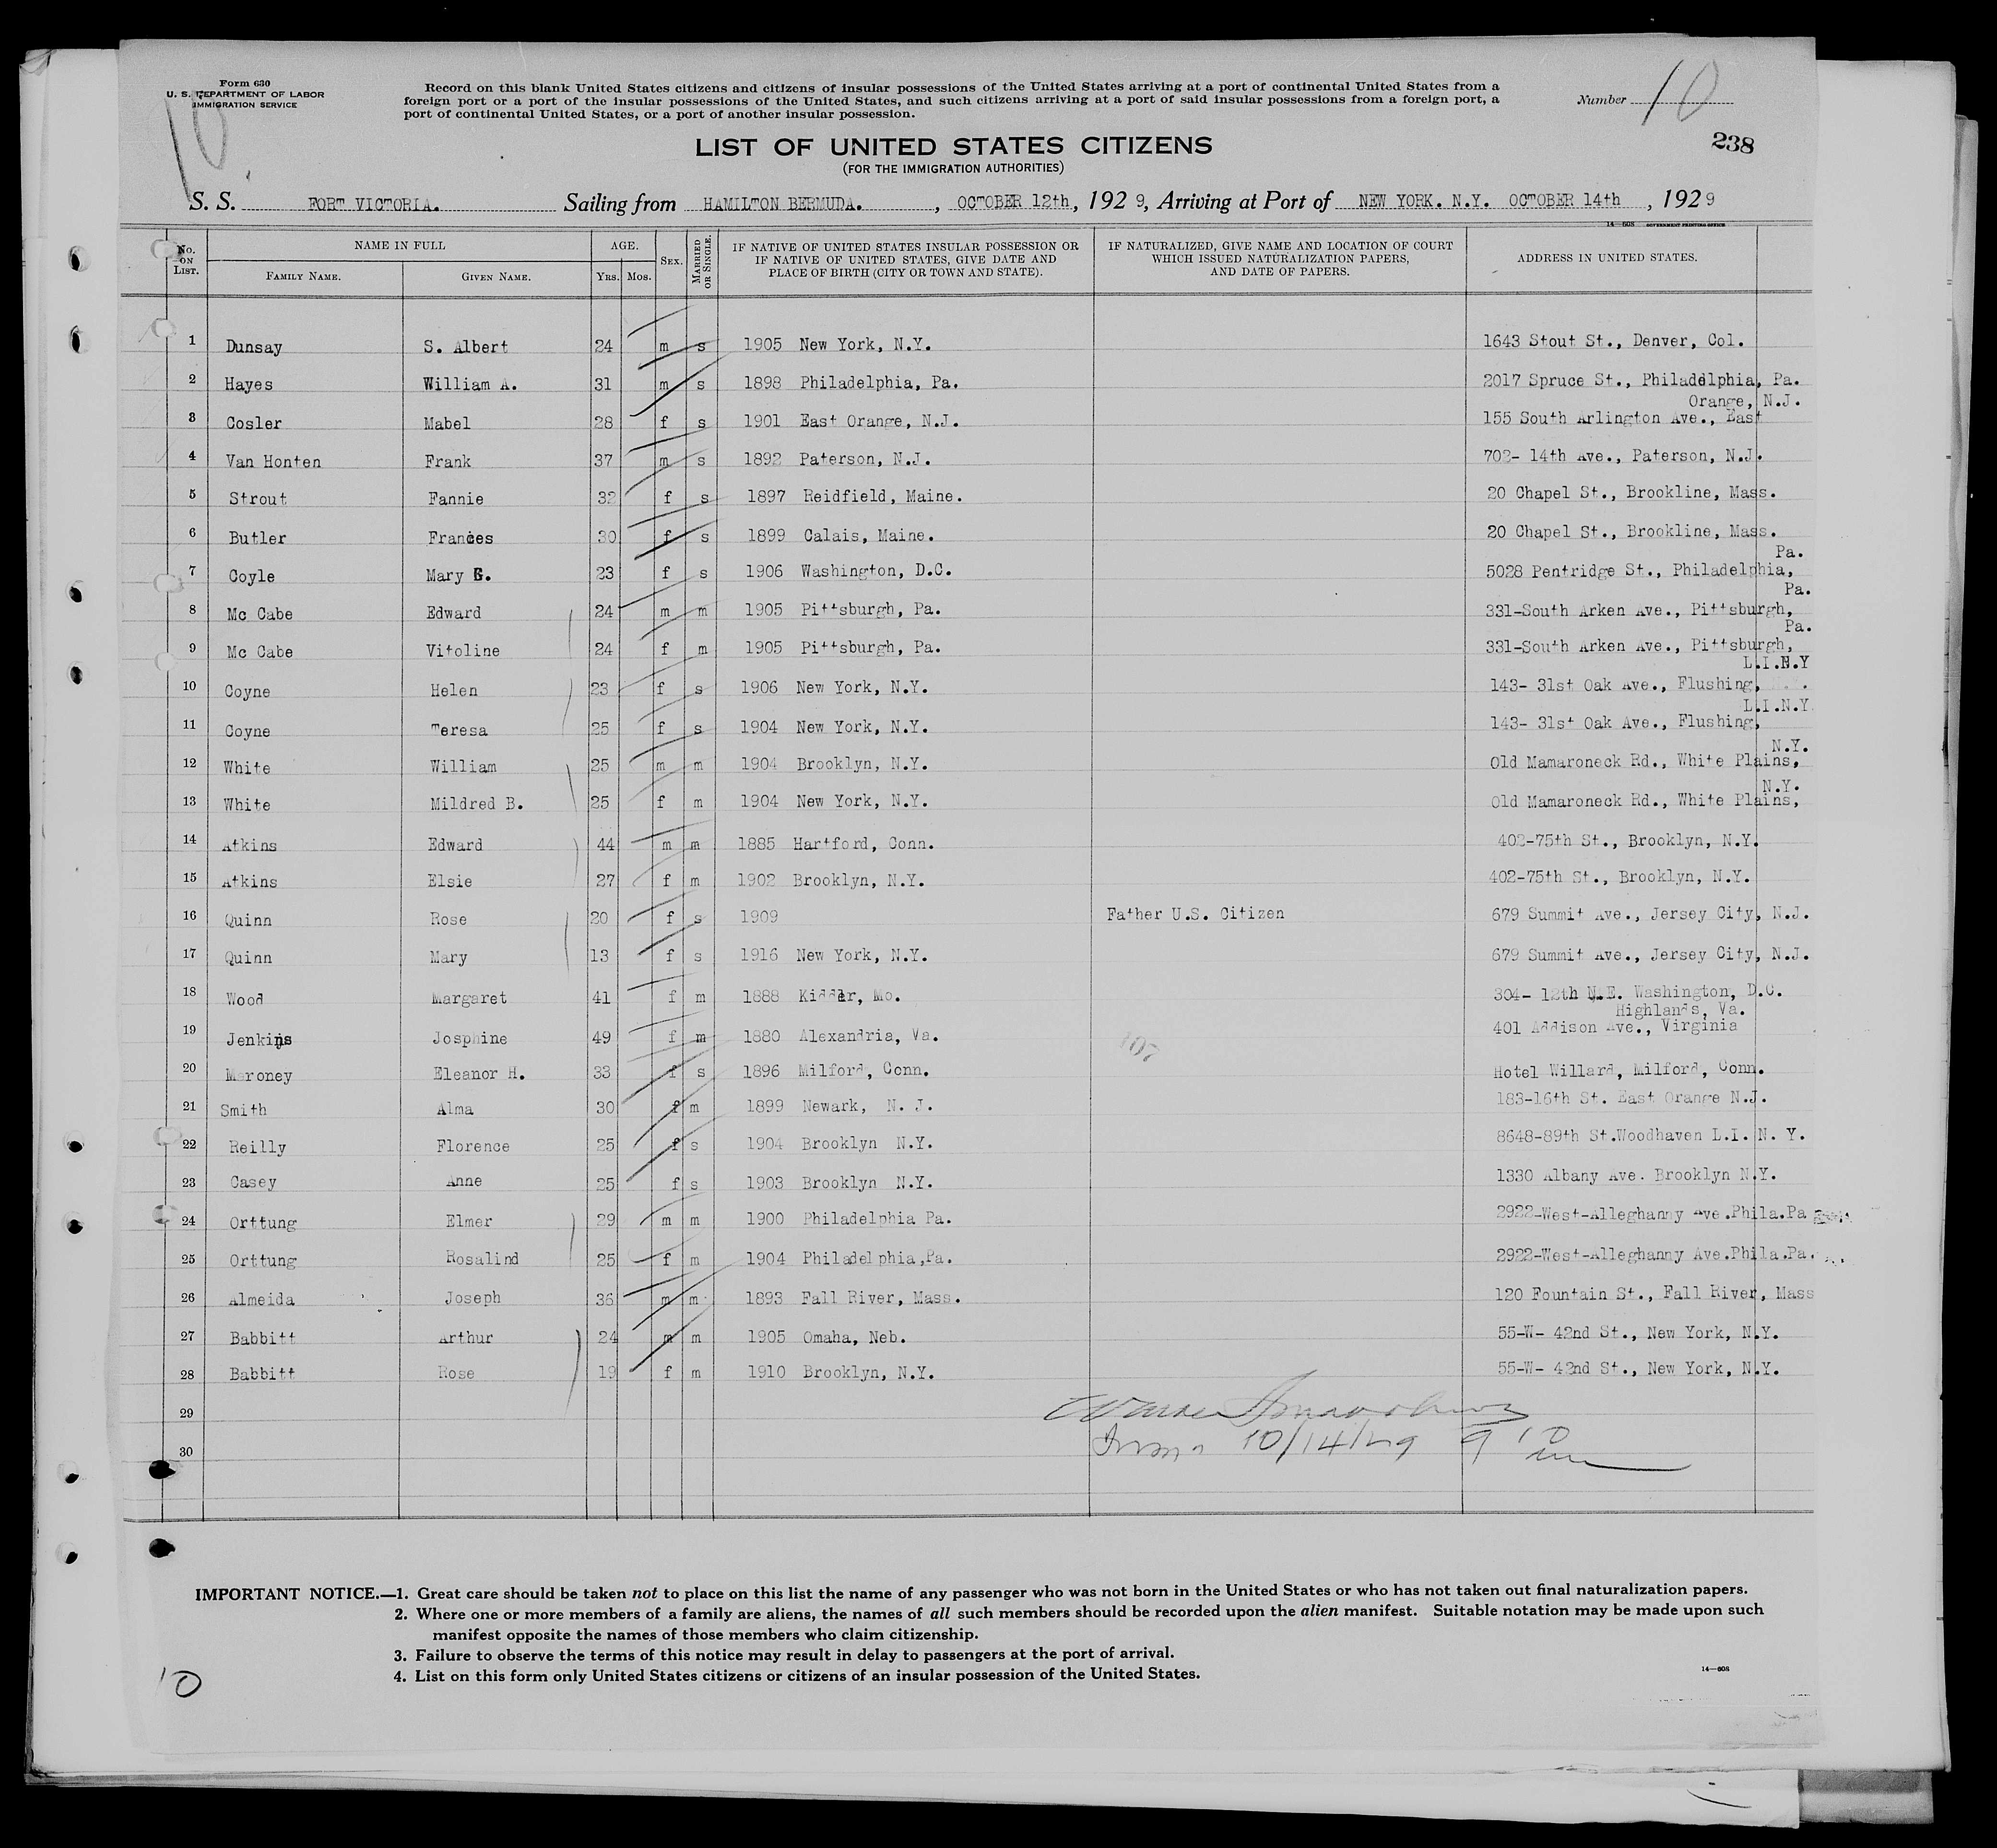 Form 630
U. S. DEPARTMENT OF LABOR
IMMIGRATION SERVICE
10
Record on this blank United States citizens and citizens of insular possessions of the United States arriving at a port of continental United States from a
foreign port or a port of the insular possessions of the United States, and such citizens arriving at a port of said insular possessions from a foreign port, a
port of continental United States, or a port of another insular possession.
Number 10
238
LIST OF UNITED STATES CITIZENS
(FOR THE IMMIGRATION AUTHORITIES)
S. S. FORT VICTORIA. Sailing from HAMILTON BERMUDA. , OCTOBER 12th, 1929, Arriving at Port of NEW YORK. N.Y. OCTOBER 14th , 1929
14—608 GOVERNMENT PRINTING OFFICE
No. ON LIST. NAME IN FULL FAMILY NAME. GIVEN NAME. AGE. YRS. MOS. SEX. MARRIED OR SINGLE. IF NATIVE OF UNITED STATES INSULAR POSSESSION OR IF NATIVE OF UNITED STATES, GIVE DATE AND PLACE OF BIRTH (CITY OR TOWN AND STATE). IF NATURALIZED, GIVE NAME AND LOCATION OF COURT WHICH ISSUED NATURALIZATION PAPERS, AND DATE OF PAPERS. ADDRESS IN UNITED STATES.
1 Dunsay S. Albert 24 m s 1905 New York, N.Y. 1643 Stout St., Denver, Col.
2 Hayes William A. 31 m s 1898 Philadelphia, Pa. 2017 Spruce St., Philadelphia, Pa.
3 Cosler Mabel 28 f s 1901 East Orange, N.J. 155 South Arlington Ave., East Orange, N.J.
4 Van Honten Frank 37 m s 1892 Paterson, N.J. 702- 14th Ave., Paterson, N.J.
5 Strout Fannie 32 f s 1897 Reidfield, Maine. 20 Chapel St., Brookline, Mass.
6 Butler Frances 30 f s 1899 Calais, Maine. 20 Chapel St., Brookline, Mass.
7 Coyle Mary G. 23 f s 1906 Washington, D.C. 5028 Pentridge St., Philadelphia, Pa.
8 Mc Cabe Edward 24 m m 1905 Pittsburgh, Pa. 331-South Arken Ave., Pittsburgh, Pa.
9 Mc Cabe Vitoline 24 f m 1905 Pittsburgh, Pa. 331-South Arken Ave., Pittsburgh, Pa.
10 Coyne Helen 23 f s 1906 New York, N.Y. 143- 31st Oak Ave., Flushing, L.I.N.Y
11 Coyne Teresa 25 f s 1904 New York, N.Y. 143- 31st Oak Ave., Flushing, L.I.N.Y
12 White William 25 m m 1904 Brooklyn, N.Y. Old Mamaroneck Rd., White Plains, N.Y.
13 White Mildred B. 25 f m 1904 New York, N.Y. Old Mamaroneck Rd., White Plains, N.Y.
14 Atkins Edward 44 m m 1885 Hartford, Conn. 402-75th St., Brooklyn, N.Y.
15 Atkins Elsie 27 f m 1902 Brooklyn, N.Y. 402-75th St., Brooklyn, N.Y.
16 Quinn Rose 20 f s 1909 Father U.S. Citizen 679 Summit Ave., Jersey City, N.J.
17 Quinn Mary 13 f s 1916 New York, N.Y. 679 Summit Ave., Jersey City, N.J.
18 Wood Margaret 41 f m 1888 Kidder, Mo. 304- 12th N.E. Washington, D.C.
19 Jenkins Josphine 49 f m 1880 Alexandria, Va. 401 Addison Ave., Virginia Highlands, Va.
107
20 Maroney Eleanor H. 33 f s 1896 Milford, Conn. Hotel Willard, Milford, Conn.
21 Smith Alma 30 f m 1899 Newark, N. J. 183-16th St. East Orange N.J.
22 Reilly Florence 25 f s 1904 Brooklyn N.Y. 8648-89th St.Woodhaven L.I. N. Y.
23 Casey Anne 25 f s 1903 Brooklyn N.Y. 1330 Albany Ave. Brooklyn N.Y.
24 Orttung Elmer 29 m m 1900 Philadelphia Pa. 2922-West-Alleghanny Ave.Phila.Pa
25 Orttung Rosalind 25 f m 1904 Philadelphia,Pa. 2922-West-Alleghanny Ave.Phila.Pa.
26 Almeida Joseph 36 m m 1893 Fall River, Mass. 120 Fountain St., Fall River, Mass
27 Babbitt Arthur 24 m m 1905 Omaha, Neb. 55-W- 42nd St., New York, N.Y.
28 Babbitt Rose 19 f m 1910 Brooklyn, N.Y. 55-W- 42nd St., New York, N.Y.
29
30 10/14/29 9 10
IMPORTANT NOTICE.—1. Great care should be taken not to place on this list the name of any passenger who was not born in the United States or who has not taken out final naturalization papers.
2. Where one or more members of a family are aliens, the names of all such members should be recorded upon the alien manifest. Suitable notation may be made upon such
manifest opposite the names of those members who claim citizenship.
3. Failure to observe the terms of this notice may result in delay to passengers at the port of arrival.
4. List on this form only United States citizens or citizens of an insular possession of the United States.
14—608
10